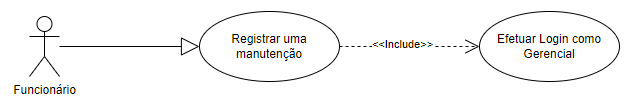 Registrar uma
manutenção
<<Include>>
Efetuar Login como
Gerencial
Funcionário